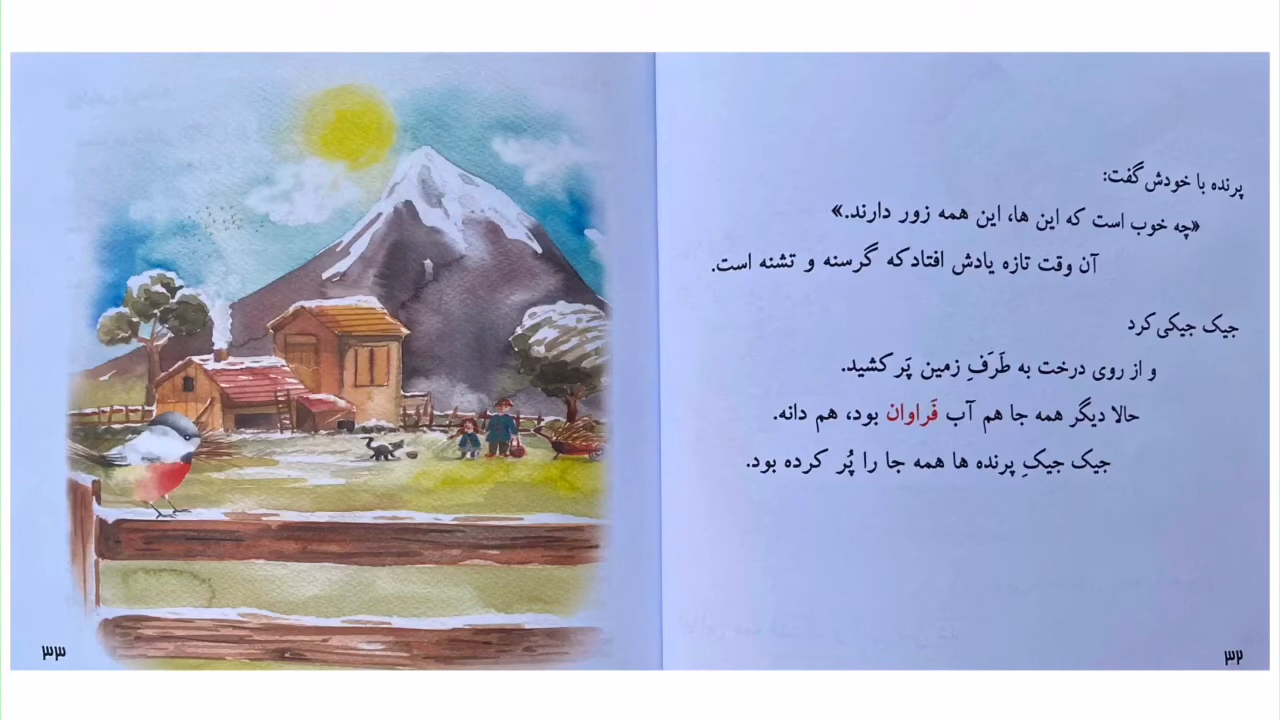 پرنده با خودش گفت:
«چه خوب است که این ها، این همه زور دارند.»
آن وقت تازه یادش افتاد که گرسنه و تشنه است.
جیک جیکی کرد
و از روی درخت به طَرَفِ زمین پَر کشید.
حالا دیگر همه جا هم آب فَراوان بود، هم دانه.
جیک جیکِ پرنده ها همه جا را پُر کرده بود.
۳۲
۳۳